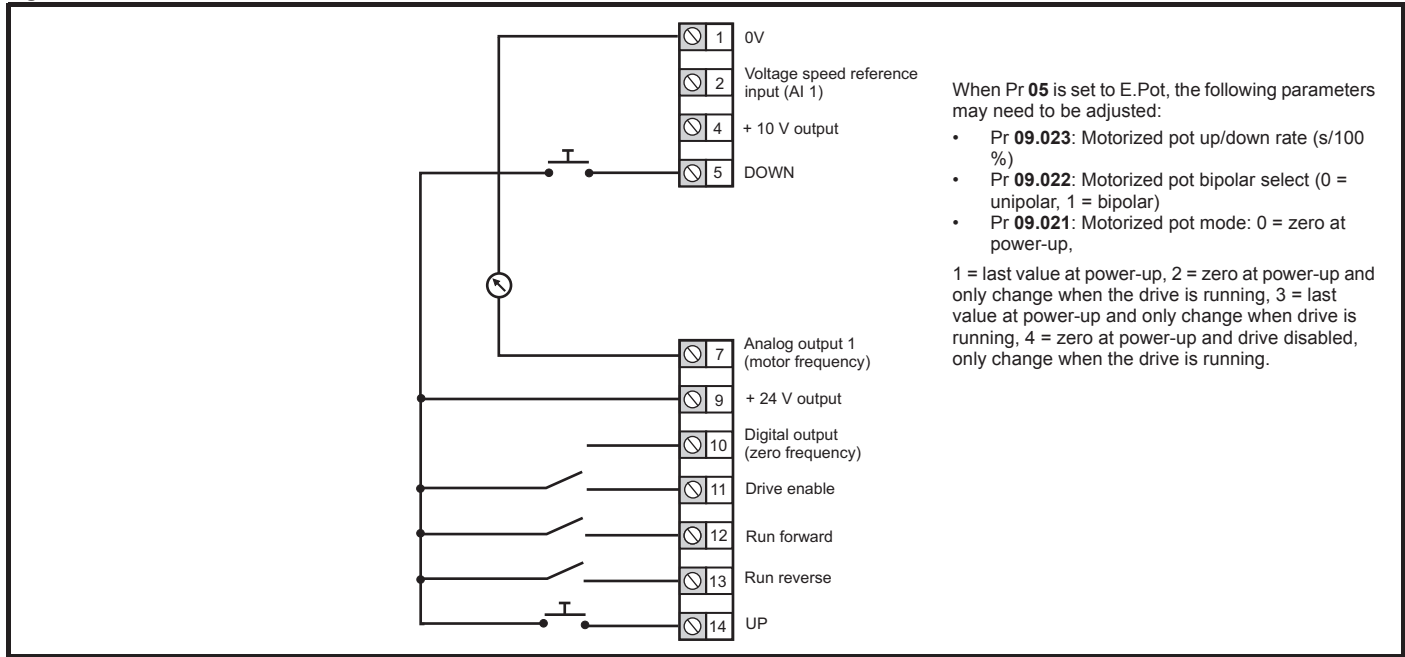 1 0V
2 Voltage speed reference
input (AI 1)
4 + 10 V output
5 DOWN
7 Analog output 1
(motor frequency)
9 + 24 V output
10 Digital output
(zero frequency)
11 Drive enable
12 Run forward
13 Run reverse
14 UP
When Pr 05 is set to E.Pot, the following parameters
may need to be adjusted:
• Pr 09.023: Motorized pot up/down rate (s/100
%)
• Pr 09.022: Motorized pot bipolar select (0 =
unipolar, 1 = bipolar)
• Pr 09.021: Motorized pot mode: 0 = zero at
power-up,
1 = last value at power-up, 2 = zero at power-up and
only change when the drive is running, 3 = last
value at power-up and only change when drive is
running, 4 = zero at power-up and drive disabled,
only change when the drive is running.